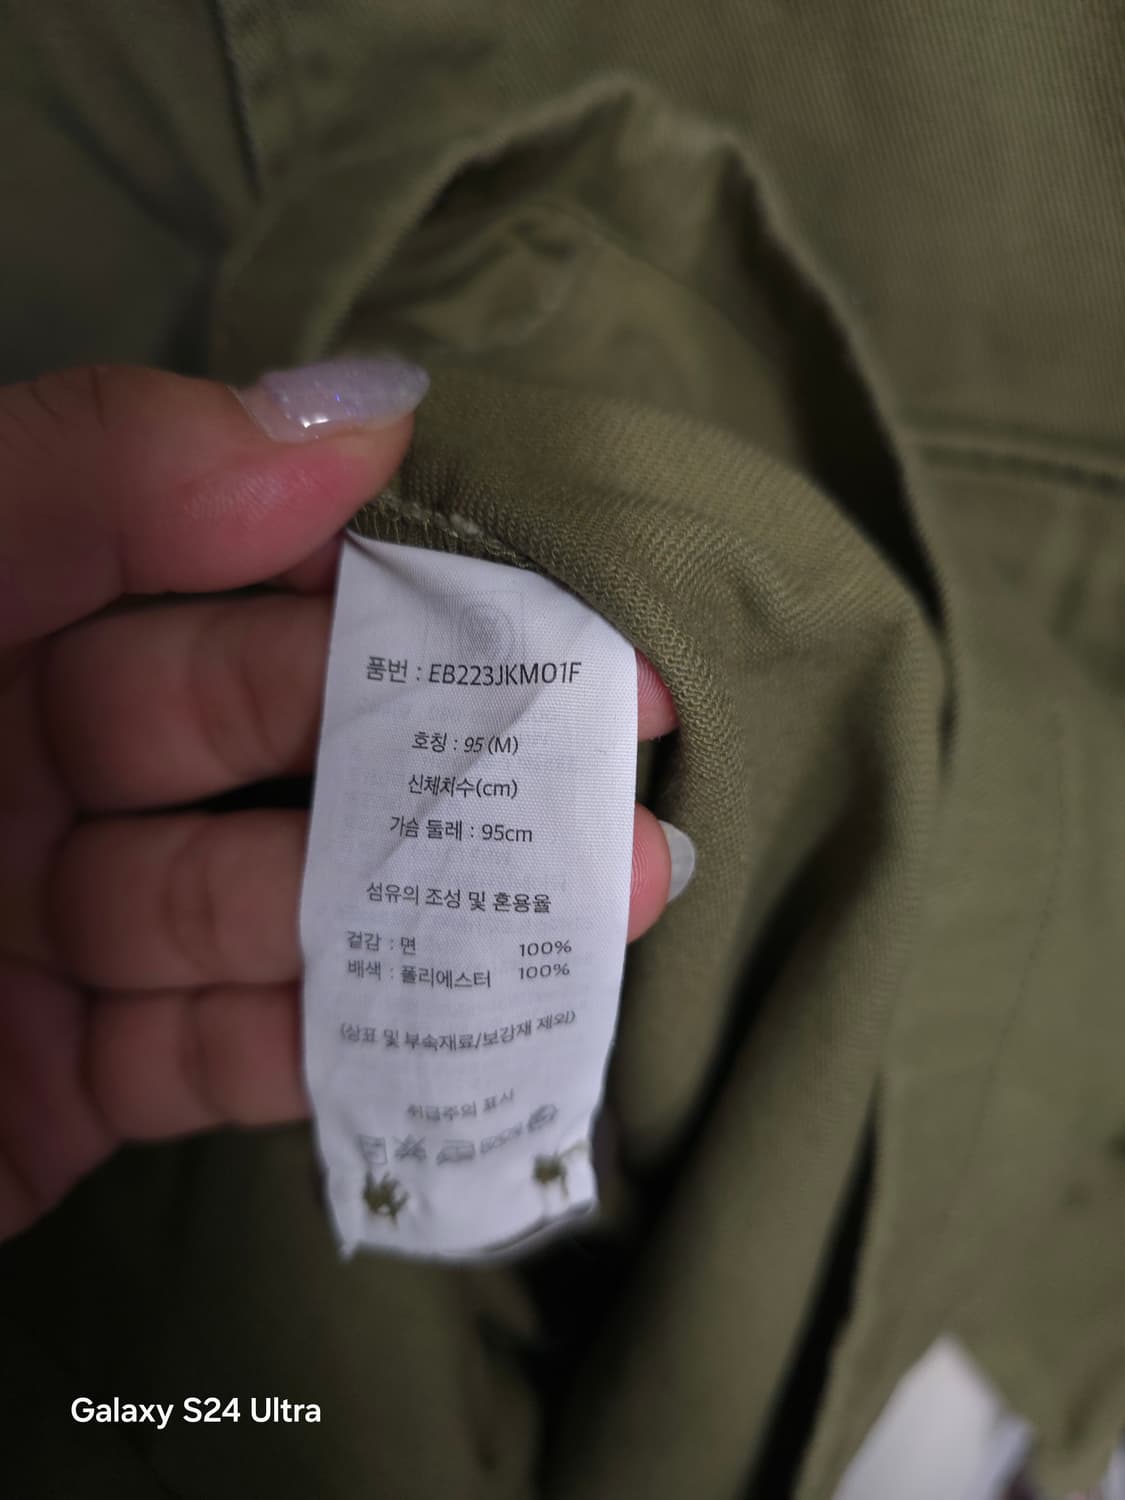 품번 : EB223JKM01F
호칭 : 95 (M)
신체치수(cm)
가슴 둘레 : 95cm
섬유의 조성 및 혼용율
겉감 : 면 100%
배색 : 폴리에스터 100%
(상표 및 부속재료/보강재 제외)
취급주의 표시
Galaxy S24 Ultra